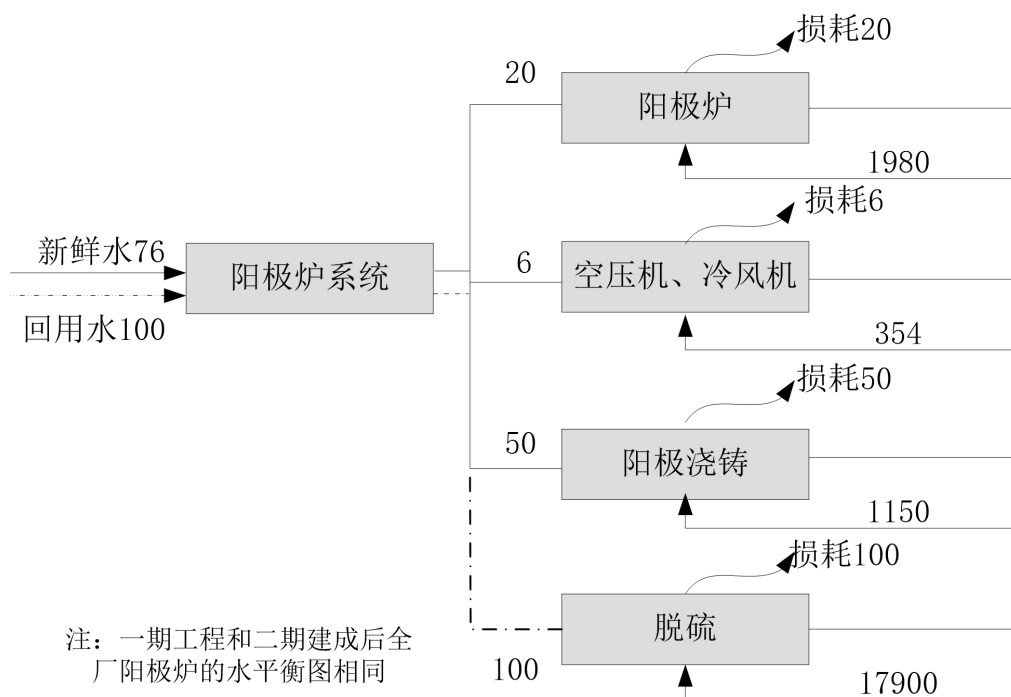 损耗20
20
阳极炉
1980
损耗6
新鲜水76
阳极炉系统
6
空压机、冷风机
回用水100
354
损耗50
50
阳极浇铸
1150
损耗100
脱硫
注：一期工程和二期建成后全
厂阳极炉的水平衡图相同
100
17900